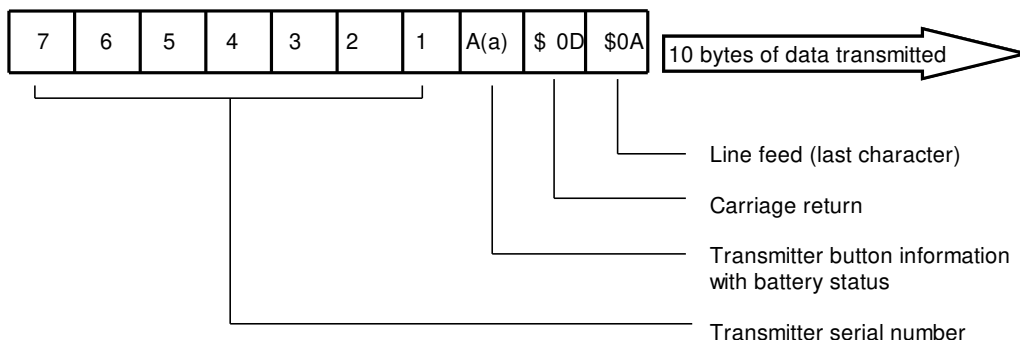 7 6 5 4 3 2 1 A(a) $ 0D $0A
10 bytes of data transmitted
Line feed (last character)
Carriage return
Transmitter button information
with battery status
Transmitter serial number